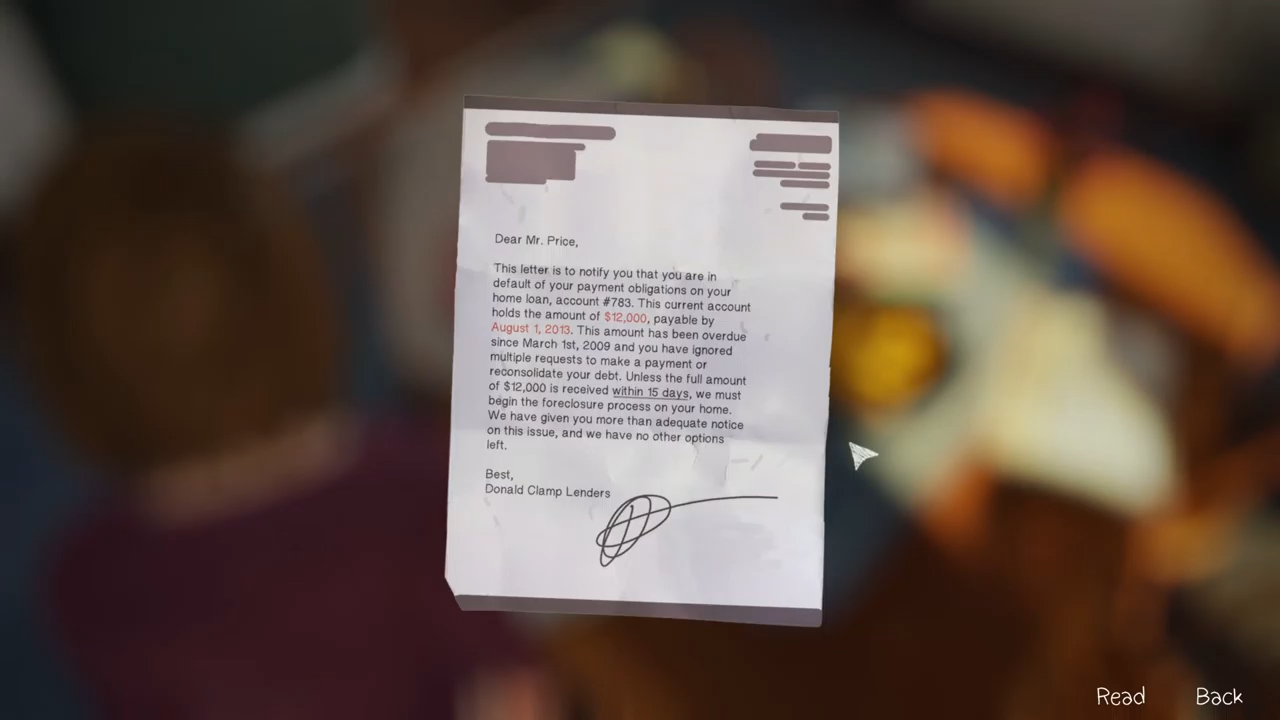 Dear Mr. Price,
This letter is to notify you that you are in
default of your payment obligations on your
home loan, account #783. This current account
holds the amount of $12,000, payable by
August 1, 2013. This amount has been overdue
since March 1st, 2009 and you have ignored
multiple requests to make a payment or
reconsolidate your debt. Unless the full amount
of $12,000 is received within 15 days, we must
begin the foreclosure process on your home.
We have given you more than adequate notice
on this issue, and we have no other options
left.
Best,
Donald Clamp Lenders
Read
Back